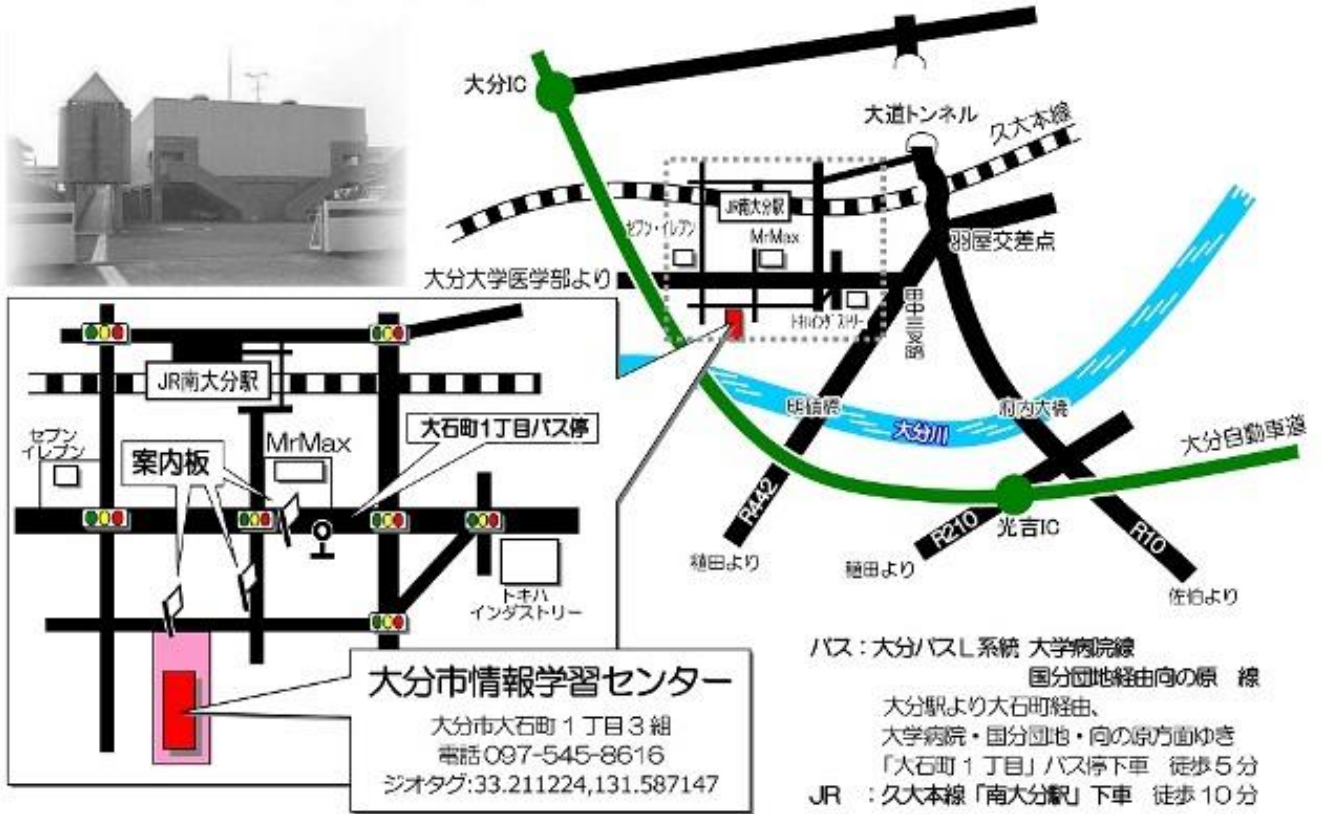 大分IC
大道トンネル
久大本線
JR南大分駅
セブン・イレブン
MrMax
羽屋交差点
大分大学医学部より
トキハインダストリー
田中三叉路
明磧橋
大分川
府内大橋
大分自動車道
R442
R210
光吉IC
R10
稙田より
稙田より
佐伯より
JR南大分駅
セブン
イレブン
案内板
MrMax
大石町1丁目バス停
トキハ
インダストリー
大分市情報学習センター
大分市大石町1丁目3組
電話097-545-8616
ジオタグ:33.211224,131.587147
バス：大分バスL系統 大学病院線
国分団地経由向の原 線
大分駅より大石町経由、
大学病院・国分団地・向の原方面ゆき
「大石町1丁目」バス停下車 徒歩5分
JR ：久大本線「南大分駅」下車 徒歩10分